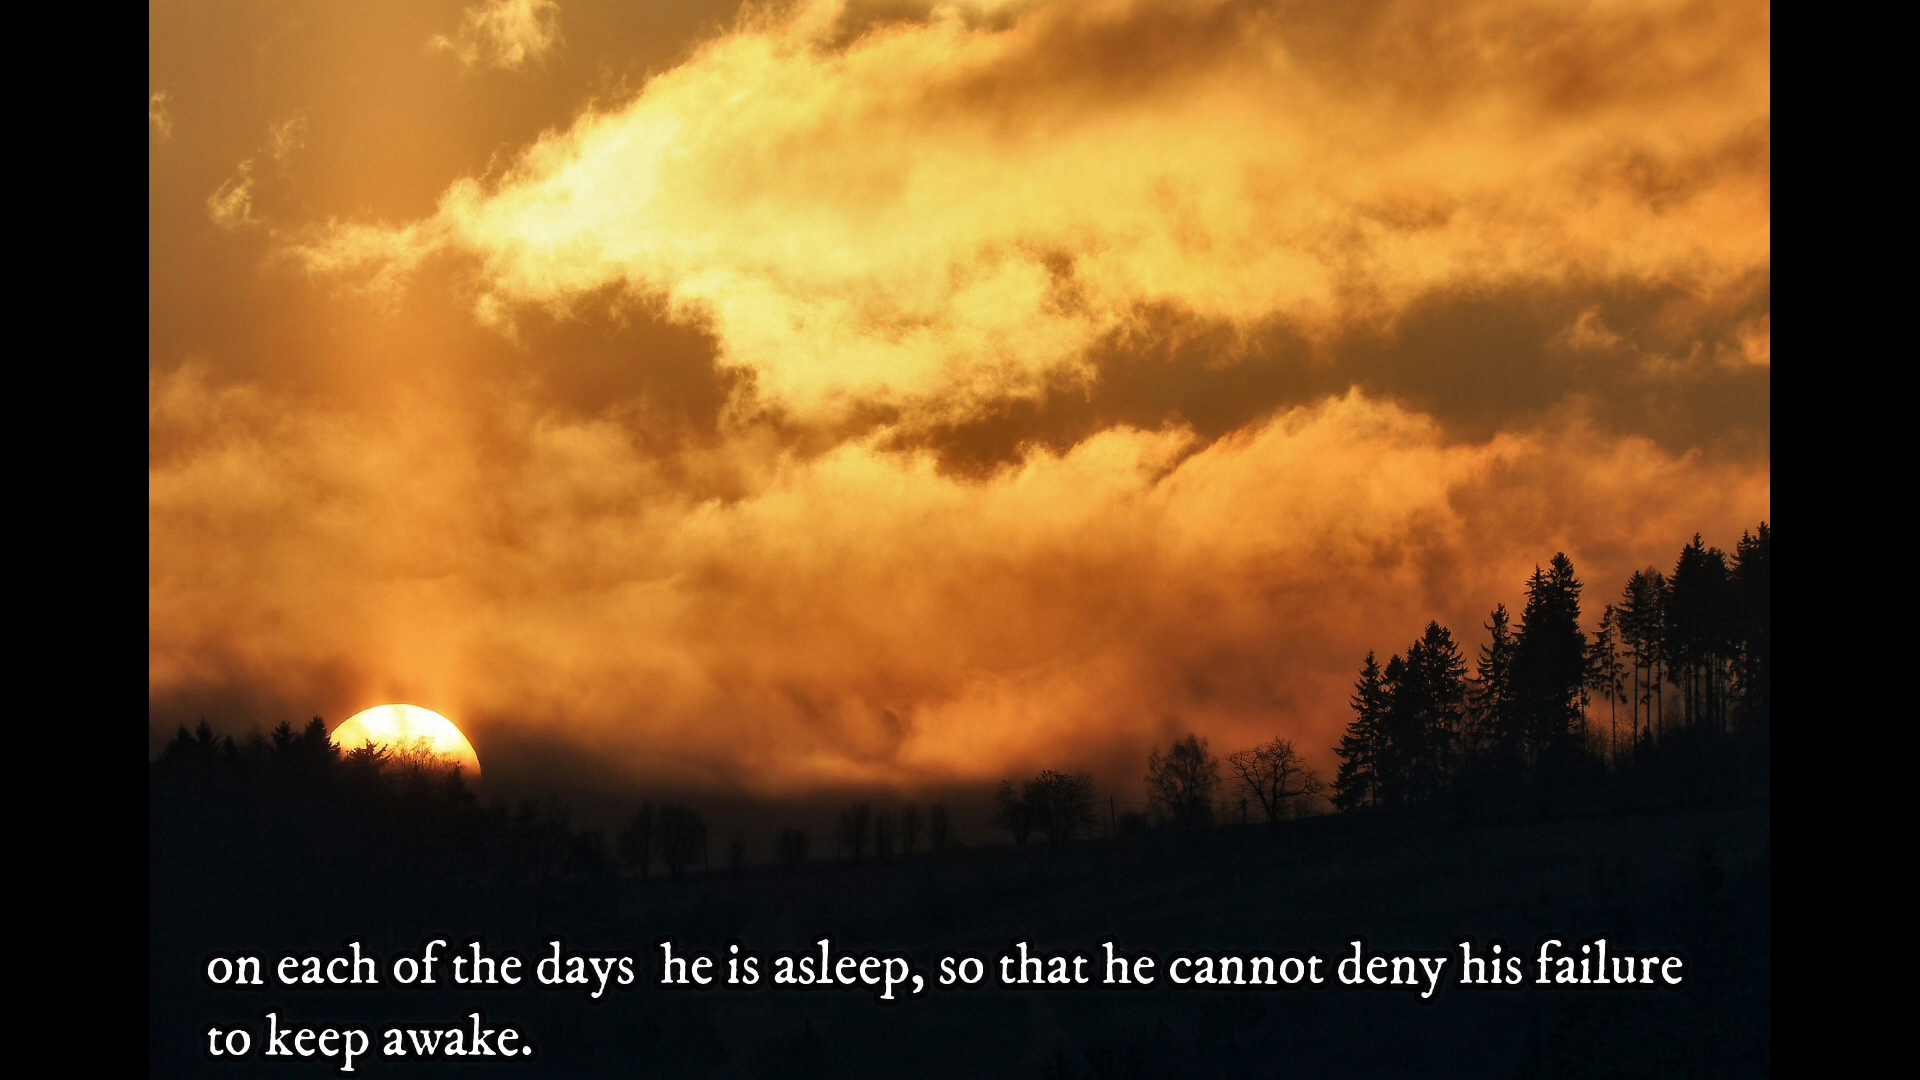 on each of the days  he is asleep, so that he cannot deny his failure
to keep awake.